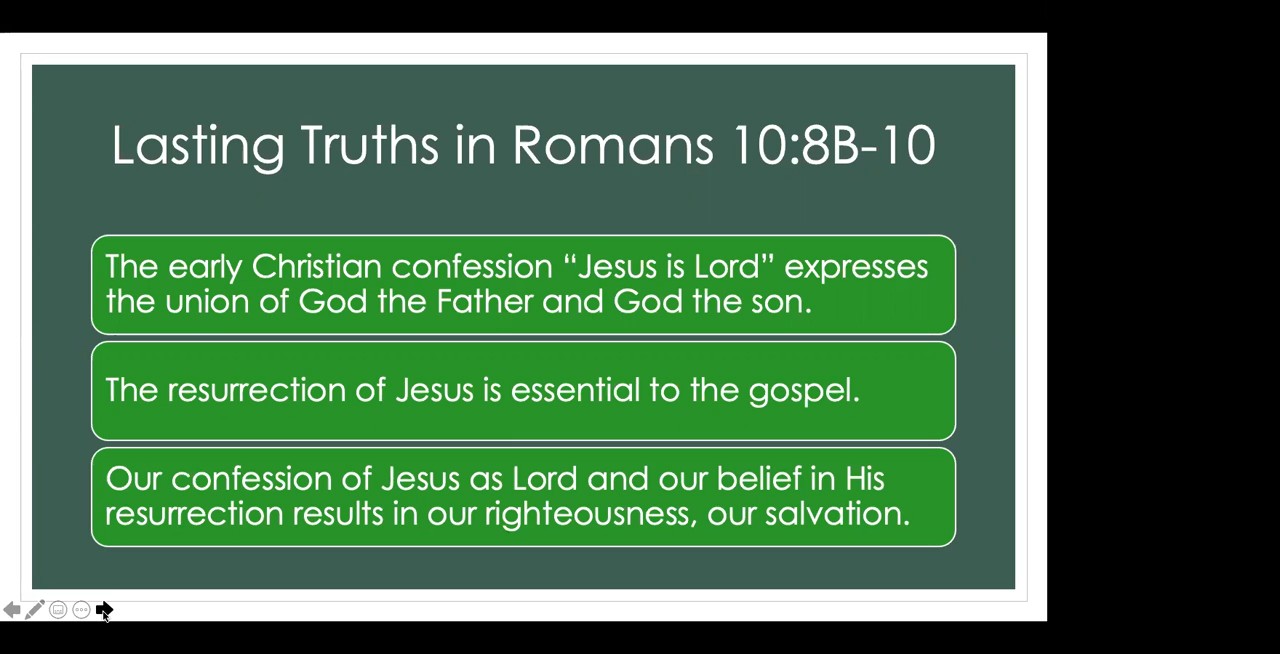 Lasting Truths in Romans 10:8B-10
The early Christian confession “Jesus is Lord” expresses
the union of God the Father and God the son.
The resurrection of Jesus is essential to the gospel.
Our confession of Jesus as Lord and our belief in His
resurrection results in our righteousness, our salvation.